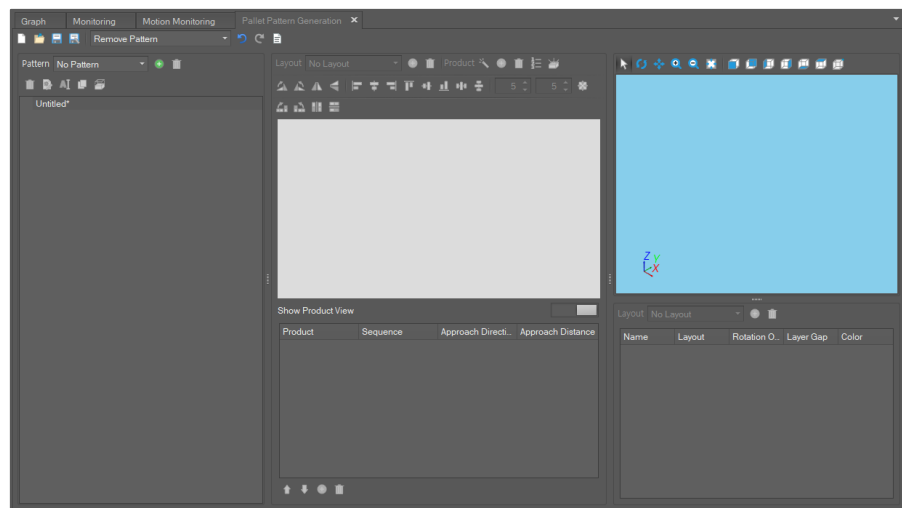 Graph Monitoring Motion Monitoring Pallet Pattern Generation
Remove Pattern
Pattern No Pattern
Untitled*
Layout No Layout Product
5 5
Show Product View
Product Sequence Approach Directi... Approach Distance
Z Y
X
Layout No Layout
Name Layout Rotation O... Layer Gap Color